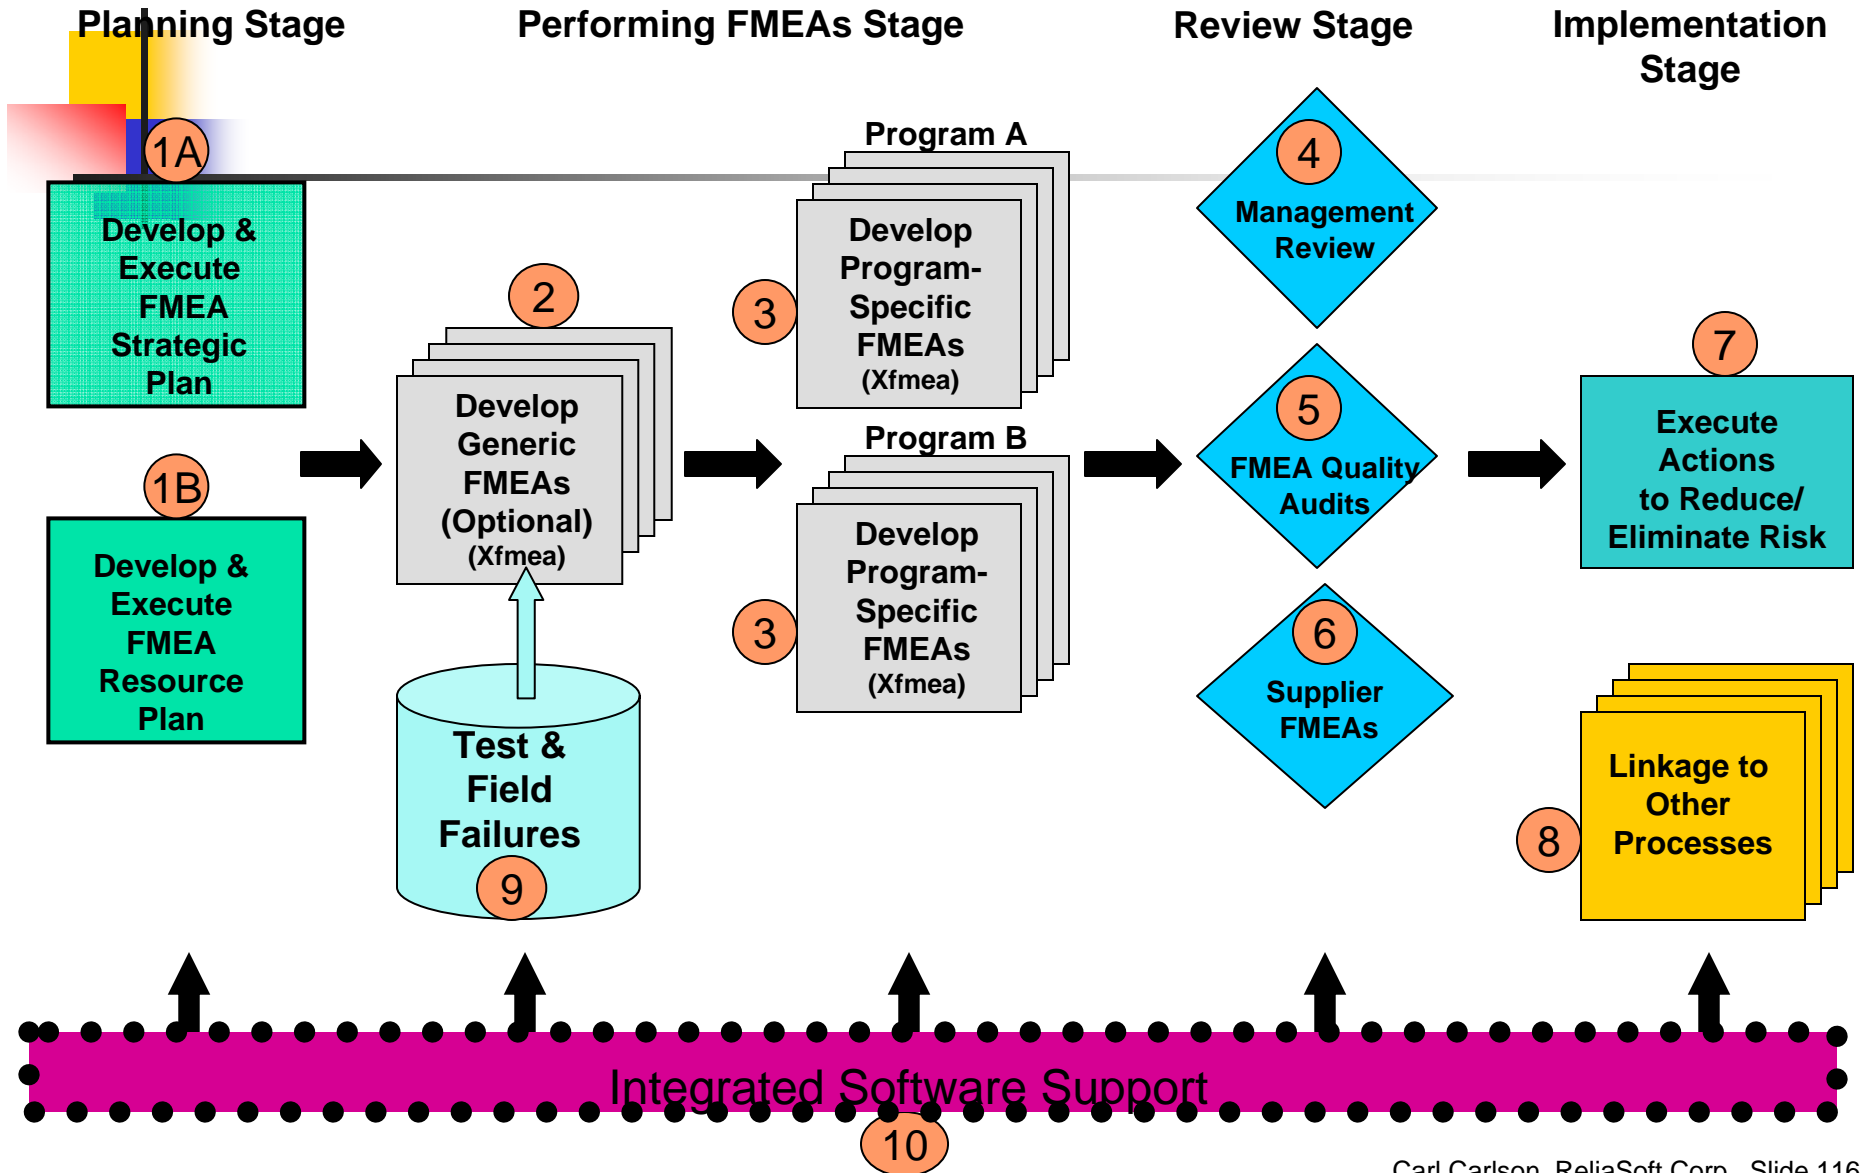 Planning Stage
Performing FMEAs Stage
Review Stage
Implementation
Stage
1A
Develop &
Execute
FMEA
Strategic
Plan
1B
Develop &
Execute
FMEA
Resource
Plan
2
Develop
Generic
FMEAs
(Optional)
(Xfmea)
Test &
Field
Failures
9
Program A
3
Develop
Program-
Specific
FMEAs
(Xfmea)
Program B
3
Develop
Program-
Specific
FMEAs
(Xfmea)
4
Management
Review
5
FMEA Quality
Audits
6
Supplier
FMEAs
7
Execute
Actions
to Reduce/
Eliminate Risk
8
Linkage to
Other
Processes
Integrated Software Support
10
Carl Carlson, ReliaSoft Corp., Slide 116